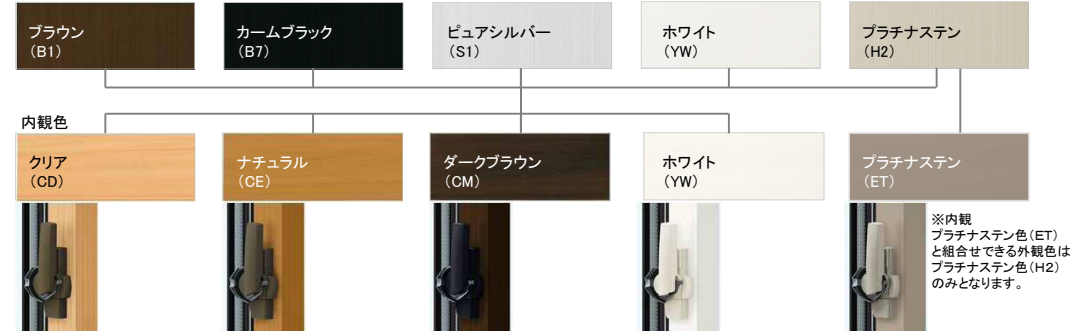 ブラウン
(B1)
カームブラック
(B7)
ピュアシルバー
(S1)
ホワイト
(YW)
プラチナステン
(H2)
内観色
クリア
(CD)
ナチュラル
(CE)
ダークブラウン
(CM)
ホワイト
(YW)
プラチナステン
(ET)
※内観
プラチナステン色(ET)
と組合せできる外観色は
プラチナステン色(H2)
のみとなります。